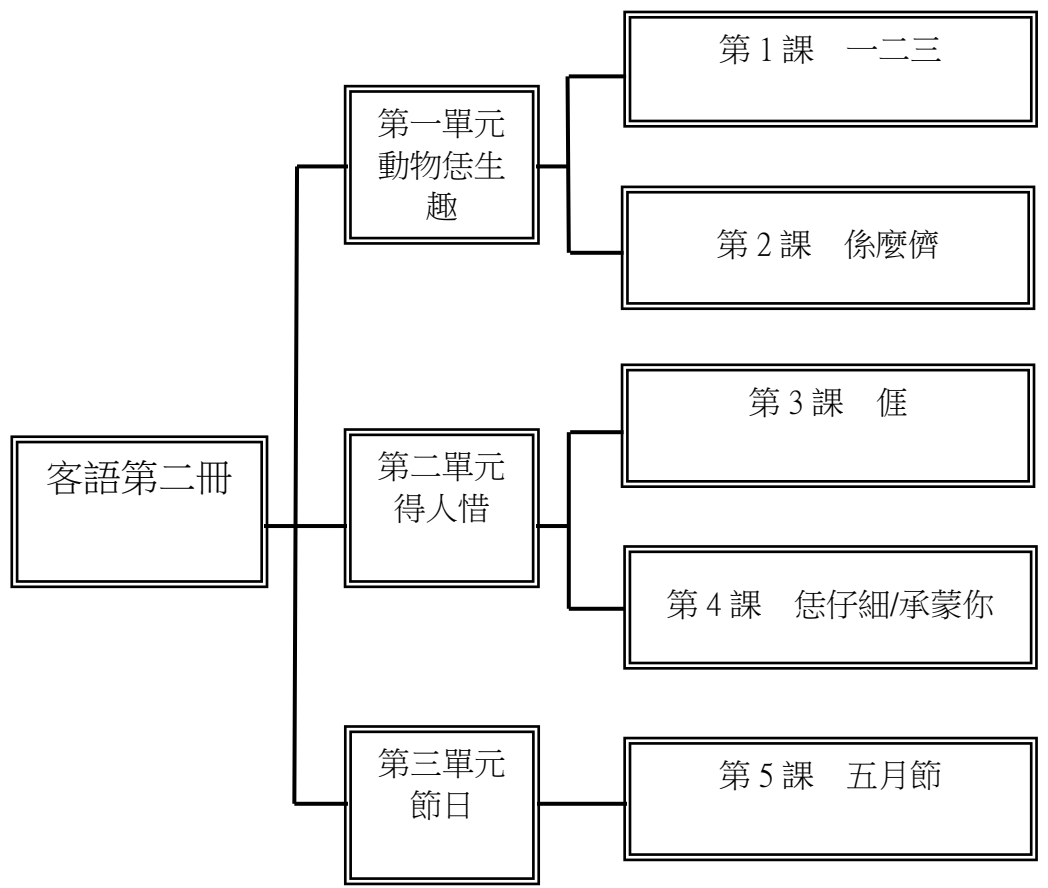 客語第二冊
第一單元
動物恁生
趣
第1課　一二三
第2課　係麼儕
第二單元
得人惜
第3課　𠊎
第4課　恁仔細/承蒙你
第三單元
節日
第5課　五月節